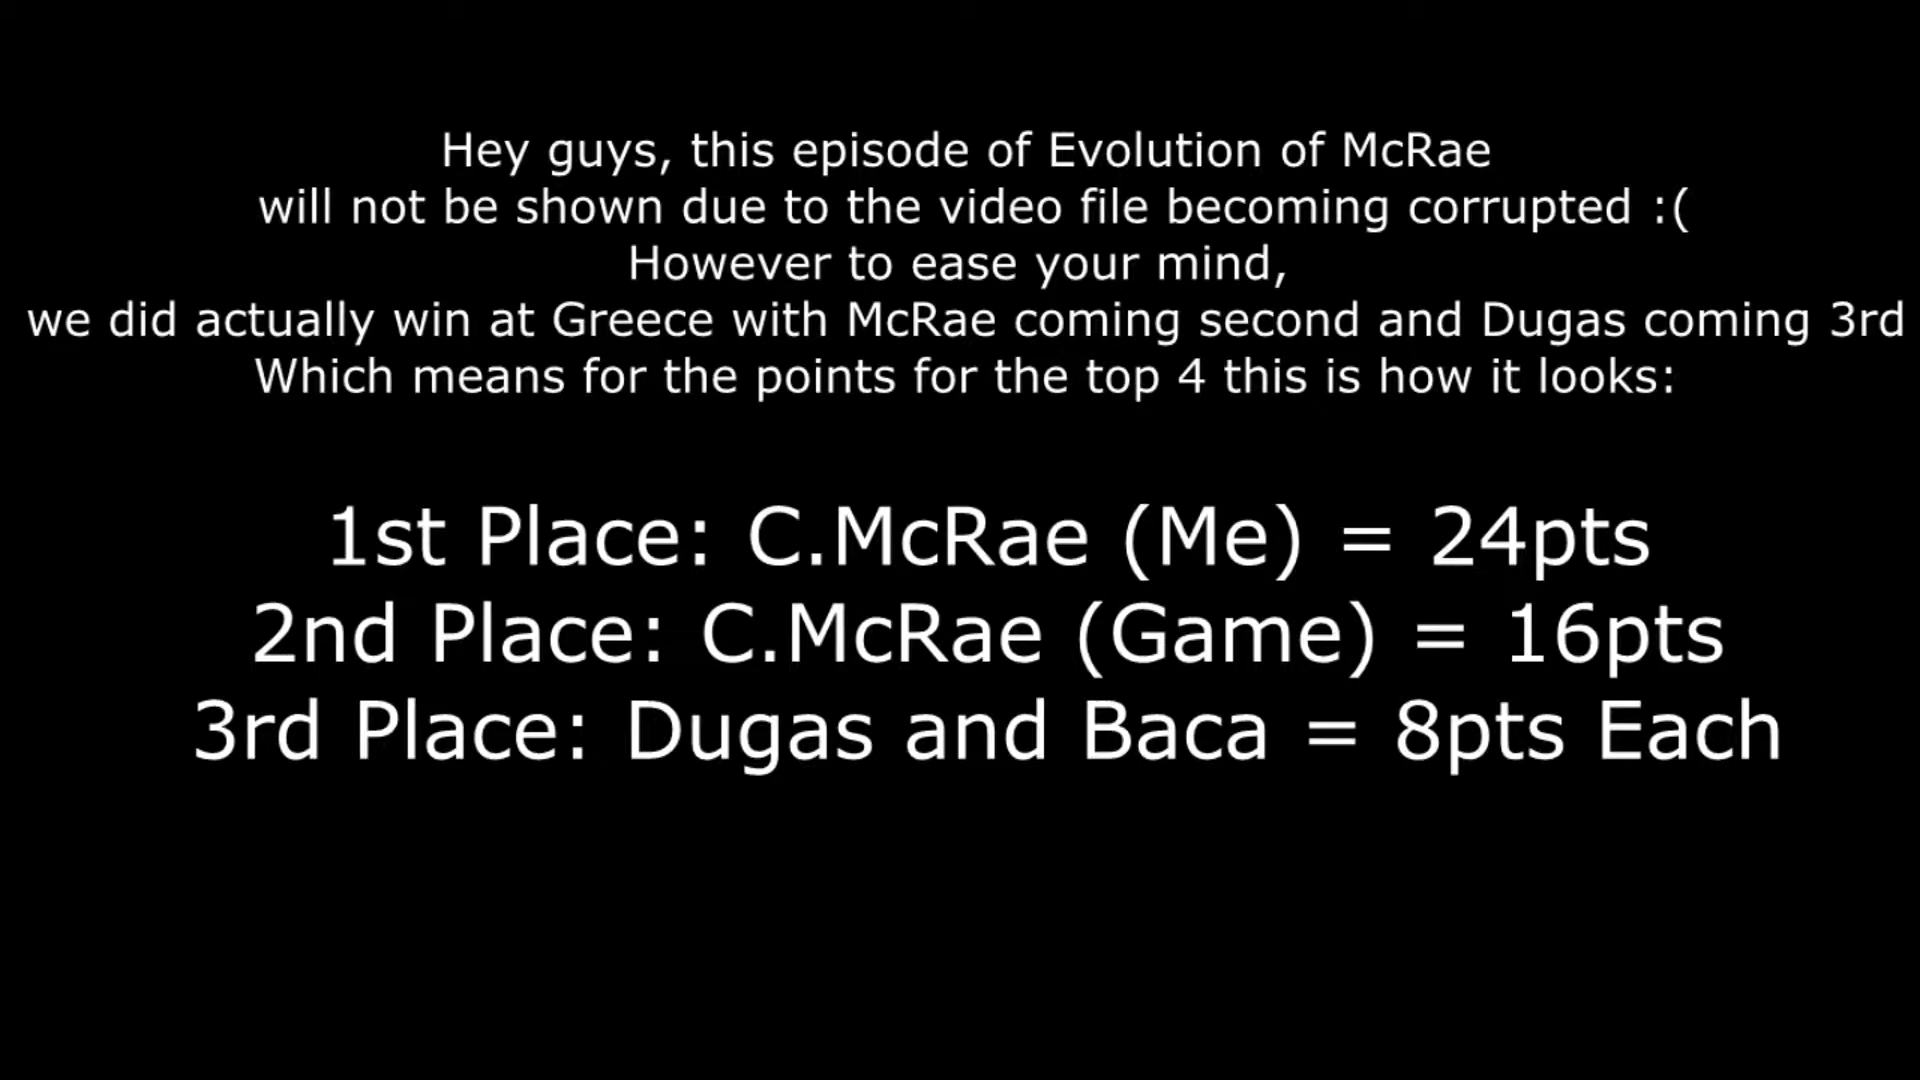 Hey guys, this episode of Evolution of McRae
will not be shown due to the video file becoming corrupted :(
However to ease your mind,
we did actually win at Greece with McRae coming second and Dugas coming 3rd
Which means for the points for the top 4 this is how it looks:
1st Place: C.McRae (Me) = 24pts
2nd Place: C.McRae (Game) = 16pts
3rd Place: Dugas and Baca = 8pts Each